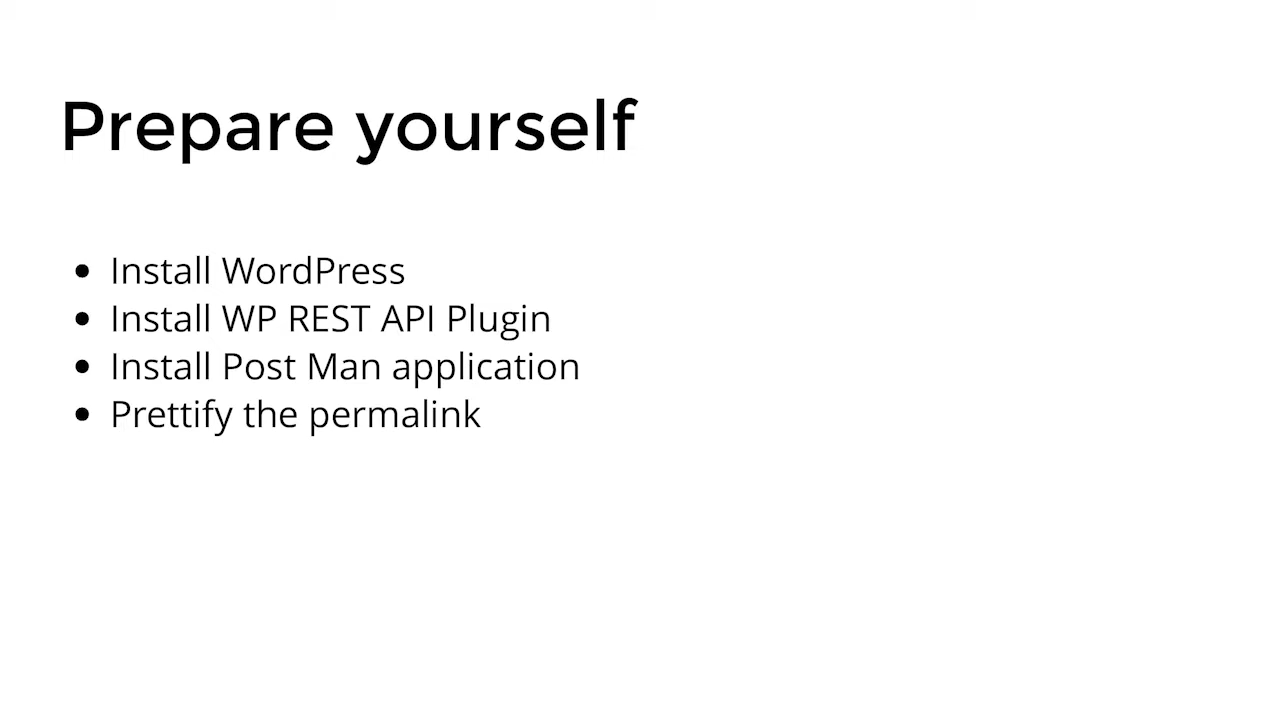 Prepare yourself
Install WordPress
Install WP REST API Plugin
Install Post Man application
Prettify the permalink